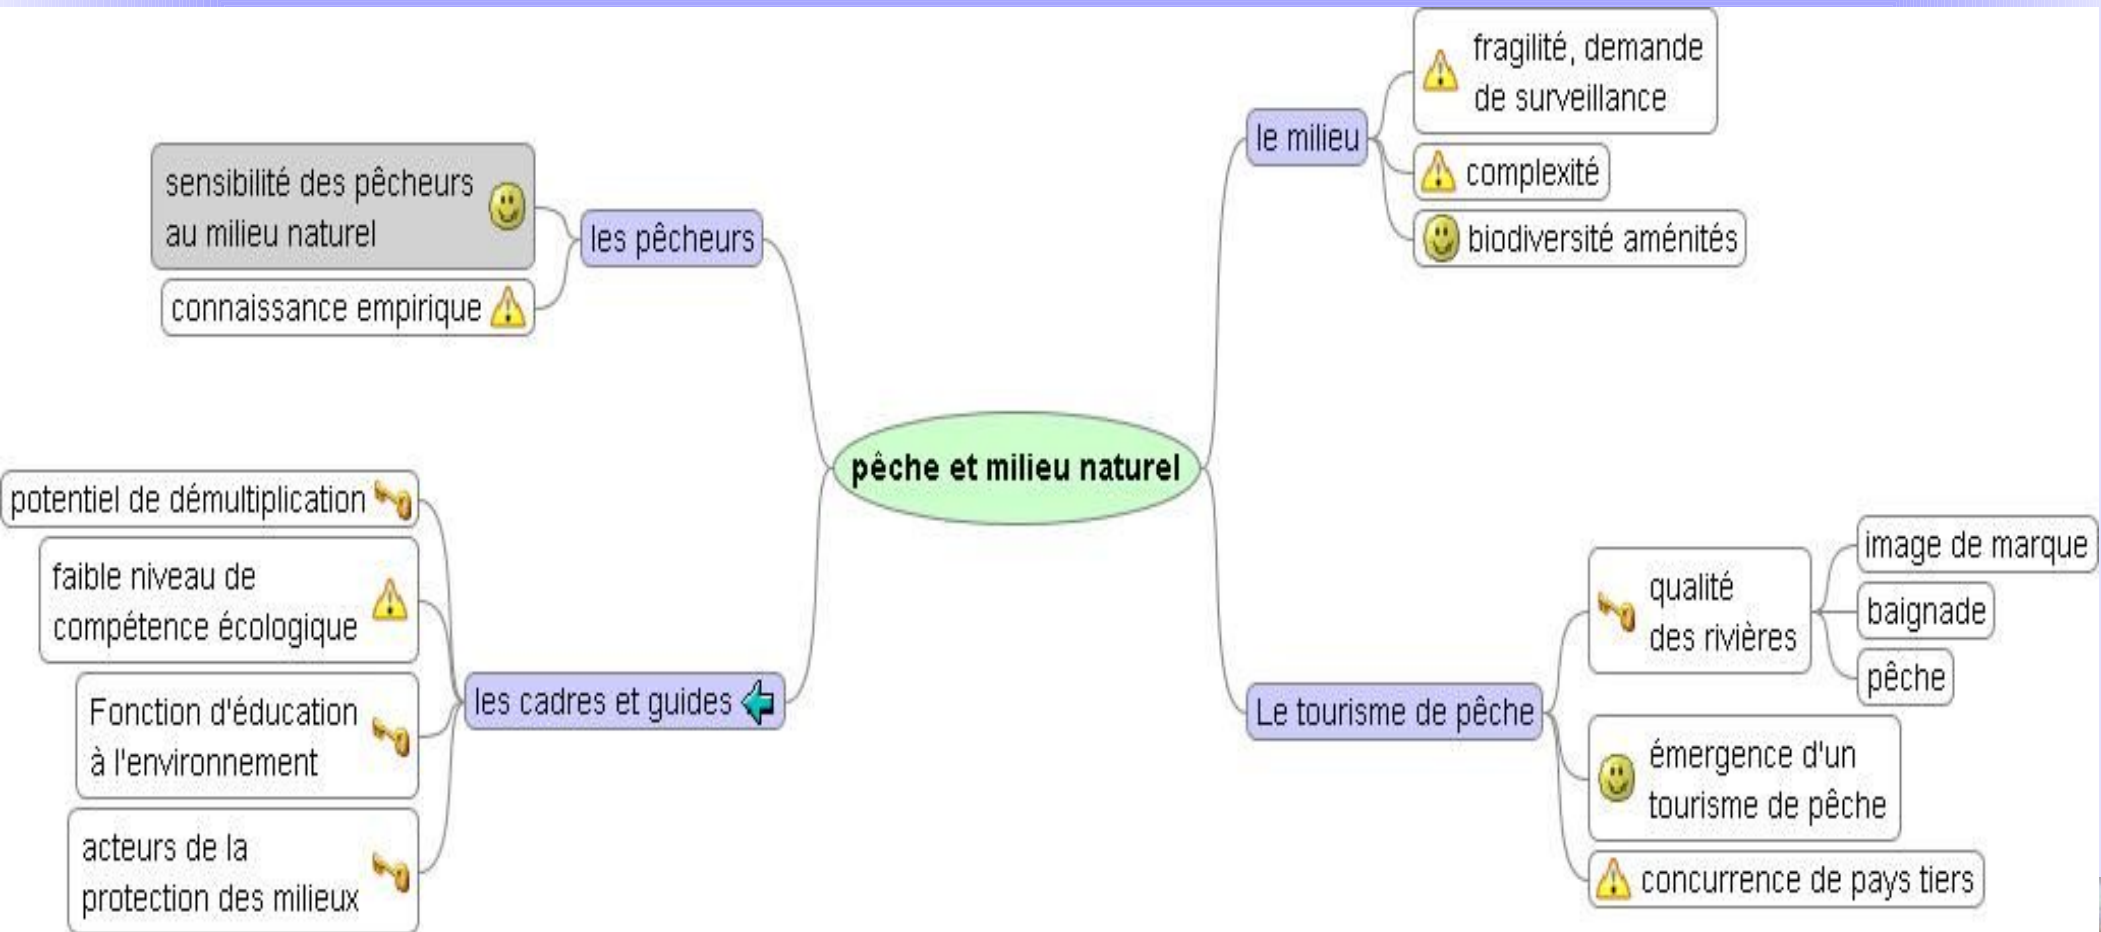 pêche et milieu naturel
les pêcheurs
sensibilité des pêcheurs
au milieu naturel
connaissance empirique
les cadres et guides
potentiel de démultiplication
faible niveau de
compétence écologique
Fonction d'éducation
à l'environnement
acteurs de la
protection des milieux
le milieu
fragilité, demande
de surveillance
complexité
biodiversité aménités
Le tourisme de pêche
qualité
des rivières
image de marque
baignade
pêche
émergence d'un
tourisme de pêche
concurrence de pays tiers